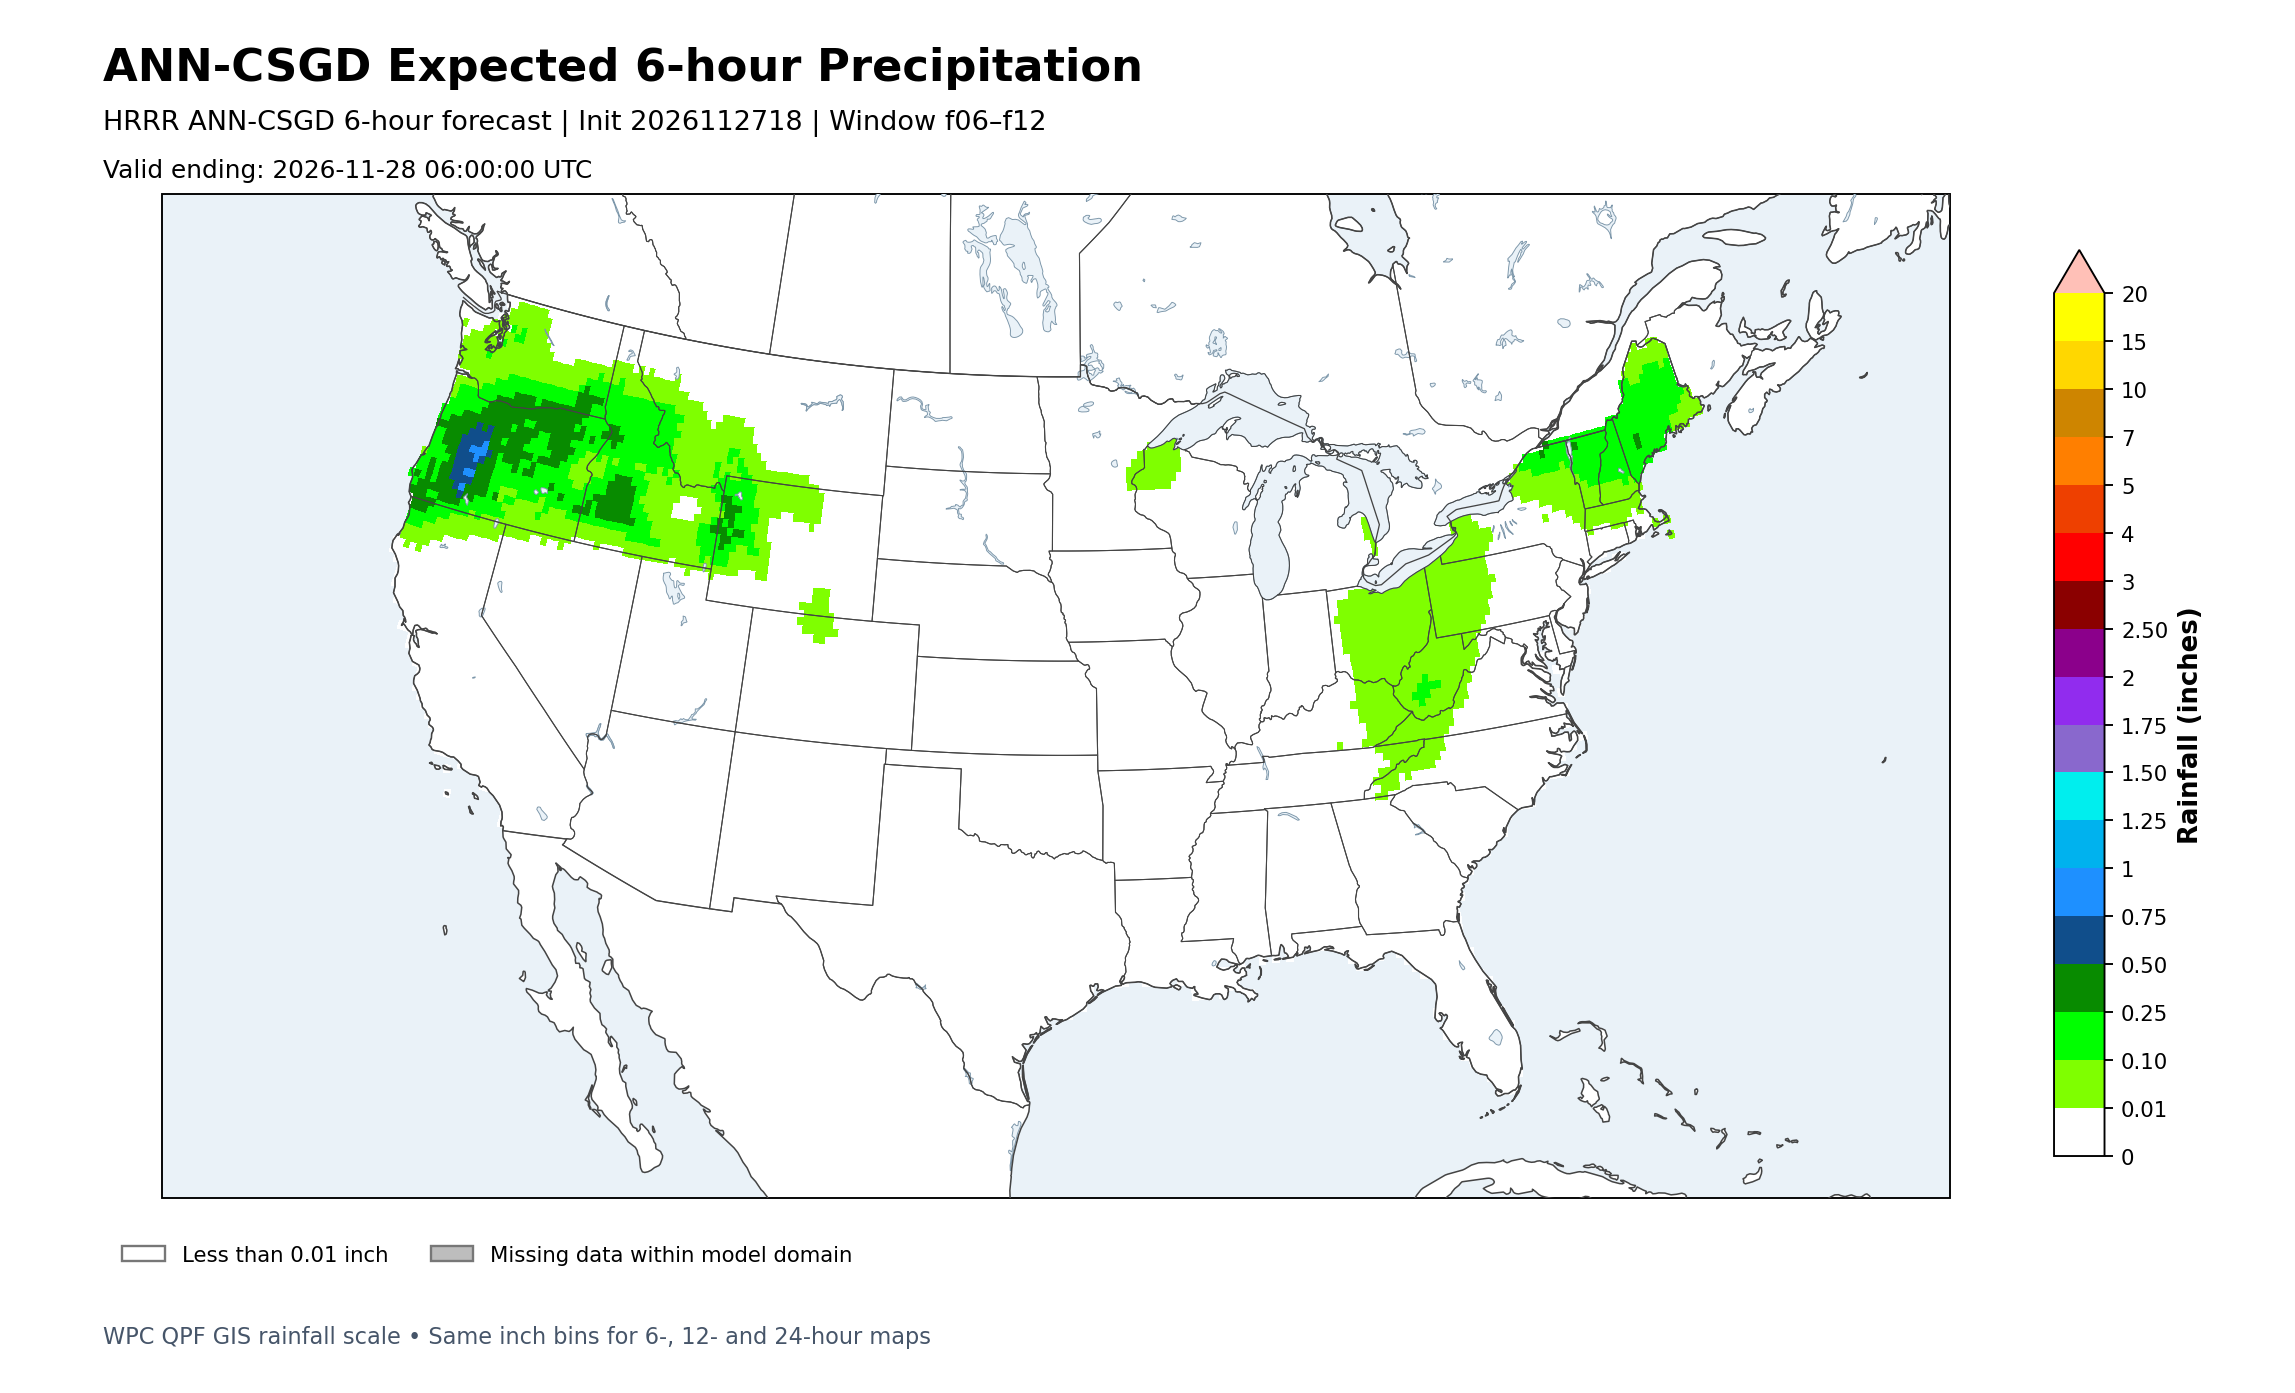 ANN-CSGD Expected 6-hour Precipitation
HRRR ANN-CSGD 6-hour forecast | Init 2026112718 | Window f06–f12
Valid ending: 2026-11-28 06:00:00 UTC
20
15
10
7
5
4
3
2.50
2
1.75
1.50
1.25
1
0.75
0.50
0.25
0.10
0.01
0
Rainfall (inches)
Less than 0.01 inch
Missing data within model domain
WPC QPF GIS rainfall scale • Same inch bins for 6-, 12- and 24-hour maps